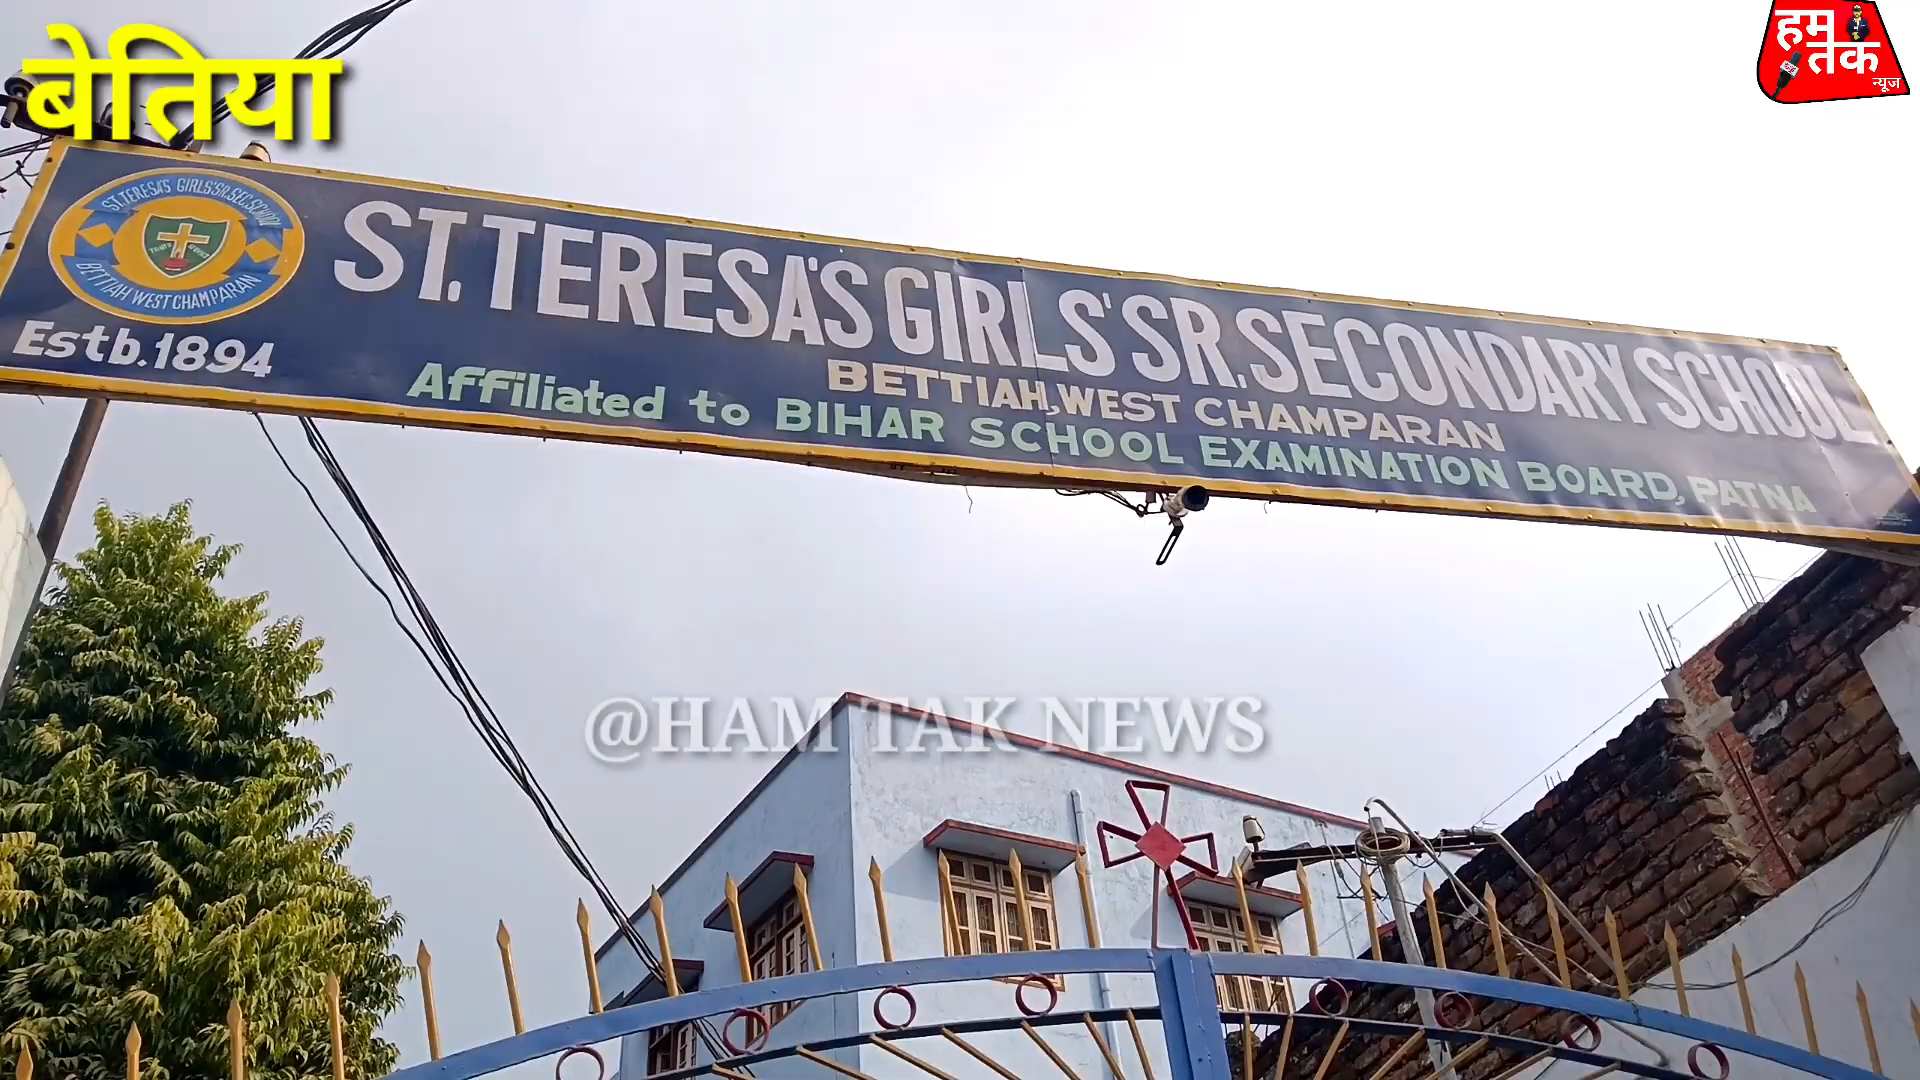 बेतिया
हम
तक
न्यूज
ST.TERESA'S GIRLS'SR.SEC.SCHOOL
BETTIAH WEST CHAMPARAN
Estb.1894
ST.TERESA'S GIRLS' SR.SECONDARY SCHOOL
BETTIAH, WEST CHAMPARAN
Affiliated to BIHAR SCHOOL EXAMINATION BOARD, PATNA
@HAM TAK NEWS